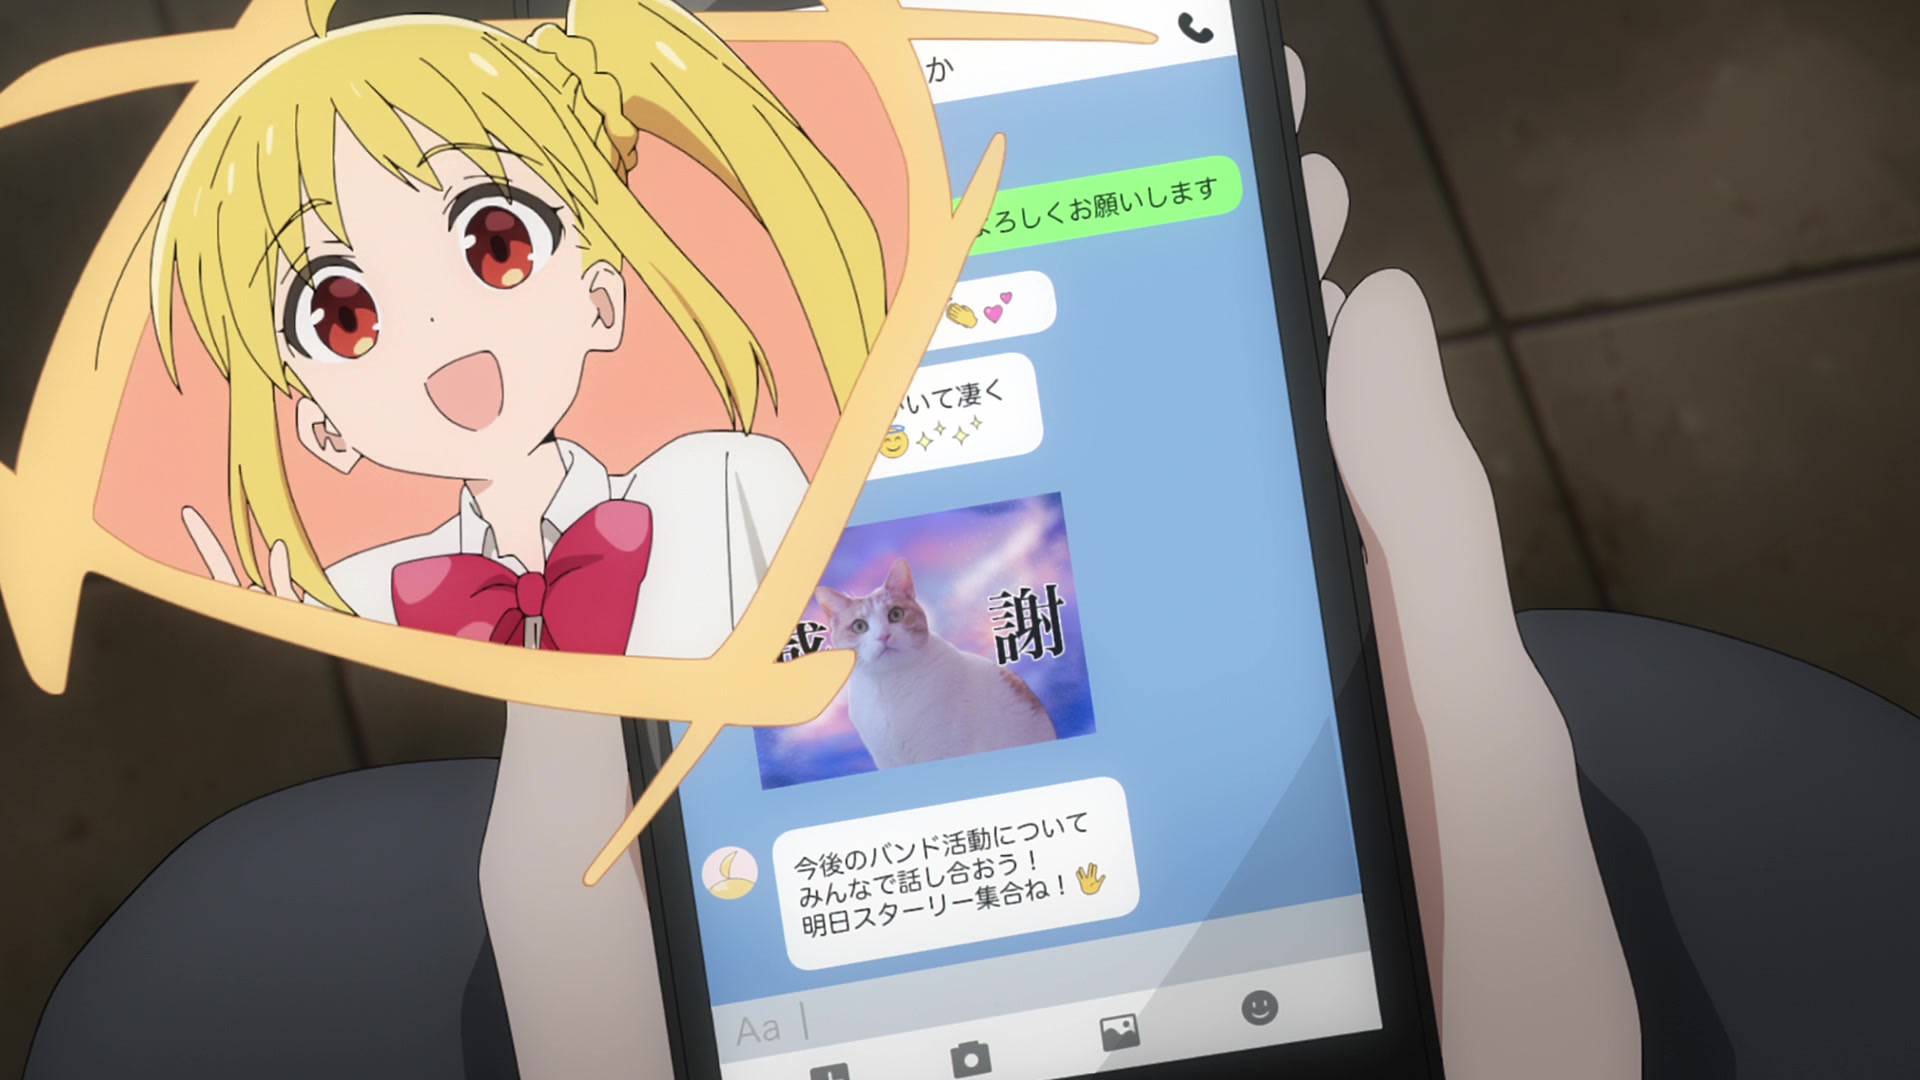 か
よろしくお願いします
いて凄く
感謝
今後のバンド活動について
みんなで話し合おう！
明日スターリー集合ね！🖖
Aa